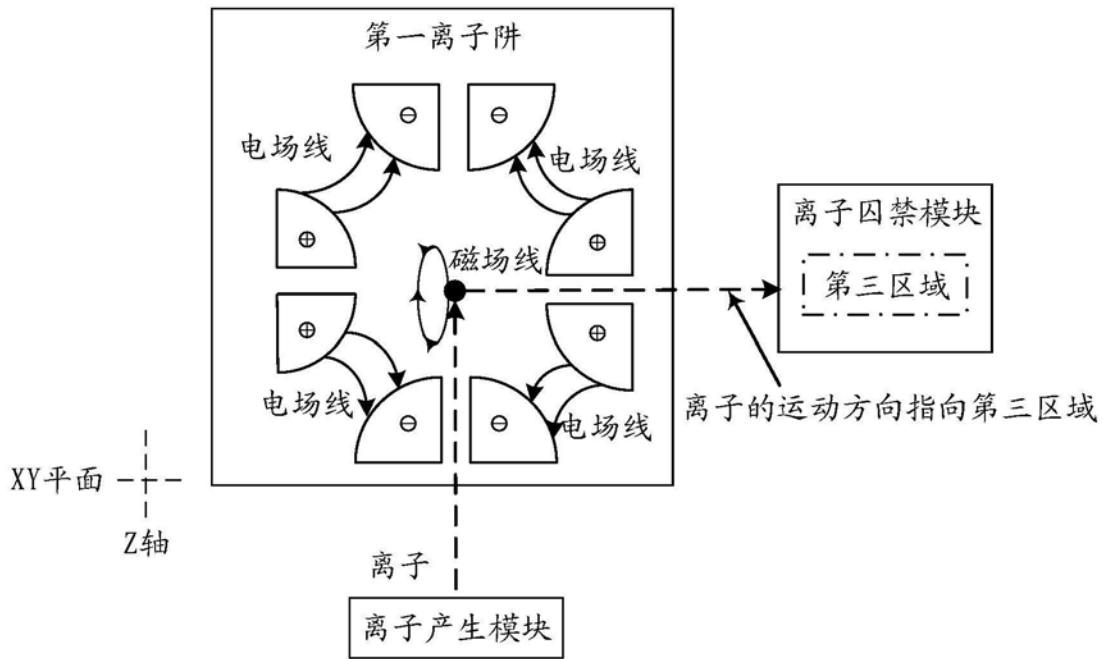 第一离子阱
⊖
⊖
电场线
电场线
⊕
⊕
离子囚禁模块
磁场线
第三区域
⊕
⊕
电场线
电场线
离子的运动方向指向第三区域
⊖
⊖
XY平面
Z轴
离子
离子产生模块